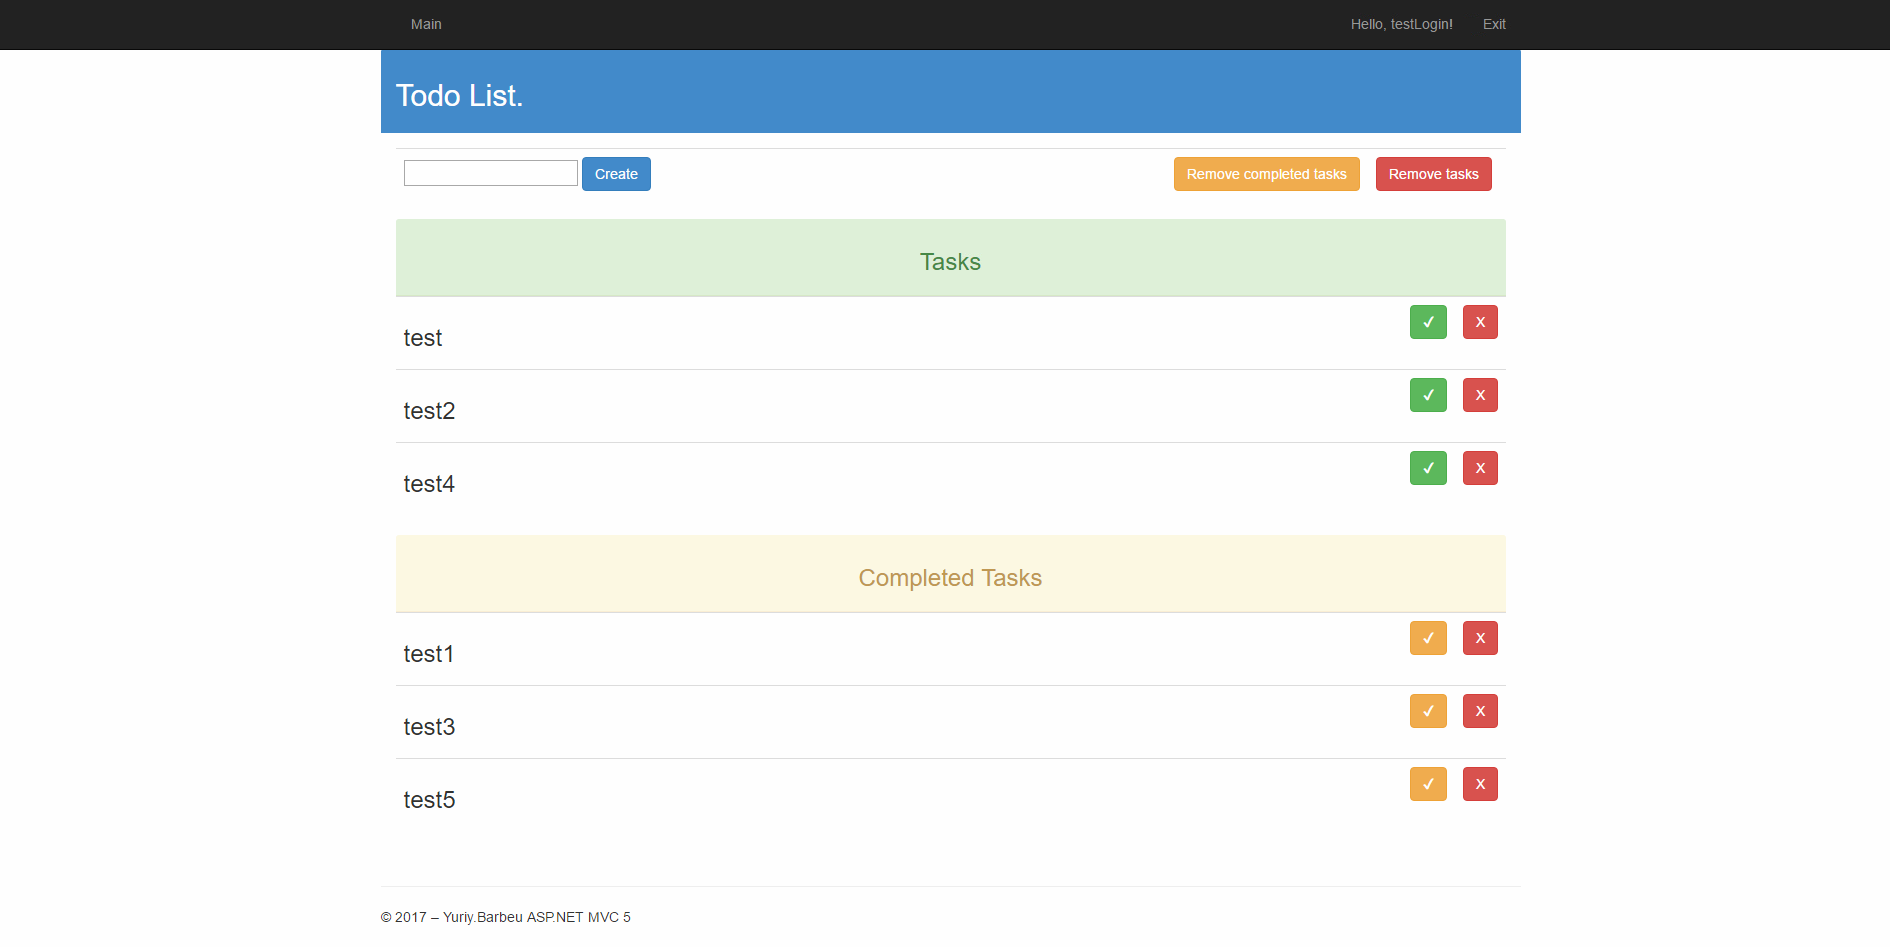 Main Hello, testLogin! Exit
Todo List.
Create Remove completed tasks Remove tasks
Tasks
test ✓ X
test2 ✓ X
test4 ✓ X
Completed Tasks
test1 ✓ X
test3 ✓ X
test5 ✓ X
© 2017 – Yuriy.Barbeu ASP.NET MVC 5